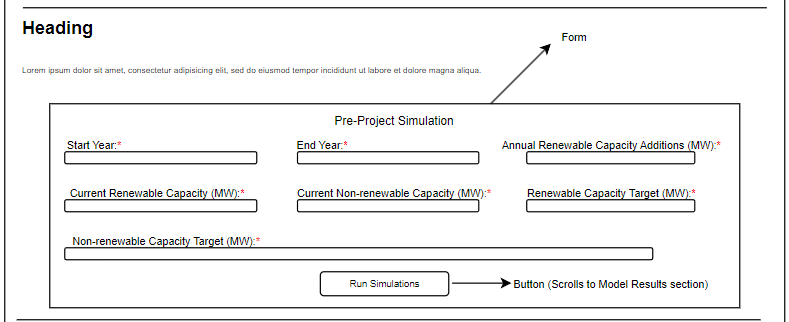 Heading
Form
Lorem ipsum dolor sit amet, consectetur adipisicing elit, sed do eiusmod tempor incididunt ut labore et dolore magna aliqua.
Pre-Project Simulation
Start Year:* End Year:* Annual Renewable Capacity Additions (MW):*
Current Renewable Capacity (MW):* Current Non-renewable Capacity (MW):* Renewable Capacity Target (MW):*
Non-renewable Capacity Target (MW):*
Run Simulations Button (Scrolls to Model Results section)